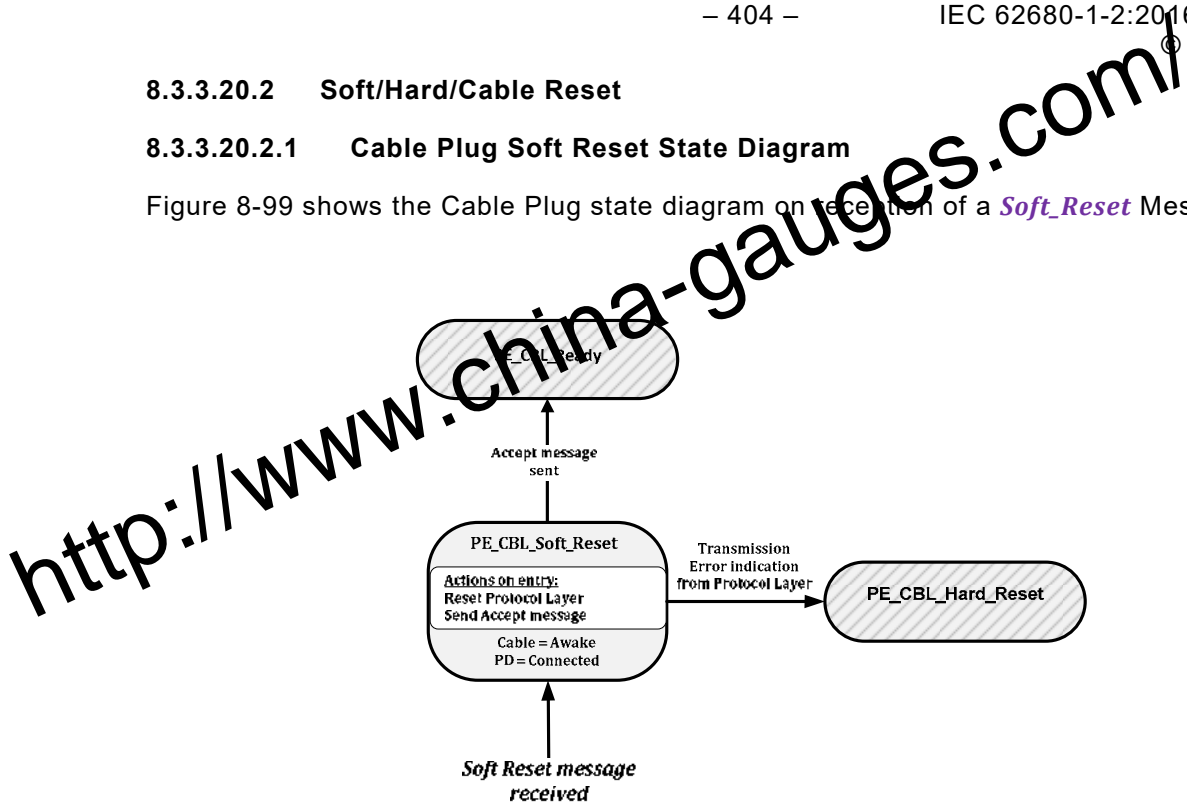 – 404 –
IEC 62680-1-2:2016
©
8.3.3.20.2 Soft/Hard/Cable Reset
8.3.3.20.2.1 Cable Plug Soft Reset State Diagram
Figure 8-99 shows the Cable Plug state diagram on reception of a Soft_Reset Mes
http://www.china-gauges.com/
PE_CBL_Ready
Accept message
sent
PE_CBL_Soft_Reset
Actions on entry:
Reset Protocol Layer
Send Accept message
Cable = Awake
PD = Connected
Transmission
Error indication
from Protocol Layer
PE_CBL_Hard_Reset
Soft Reset message
received